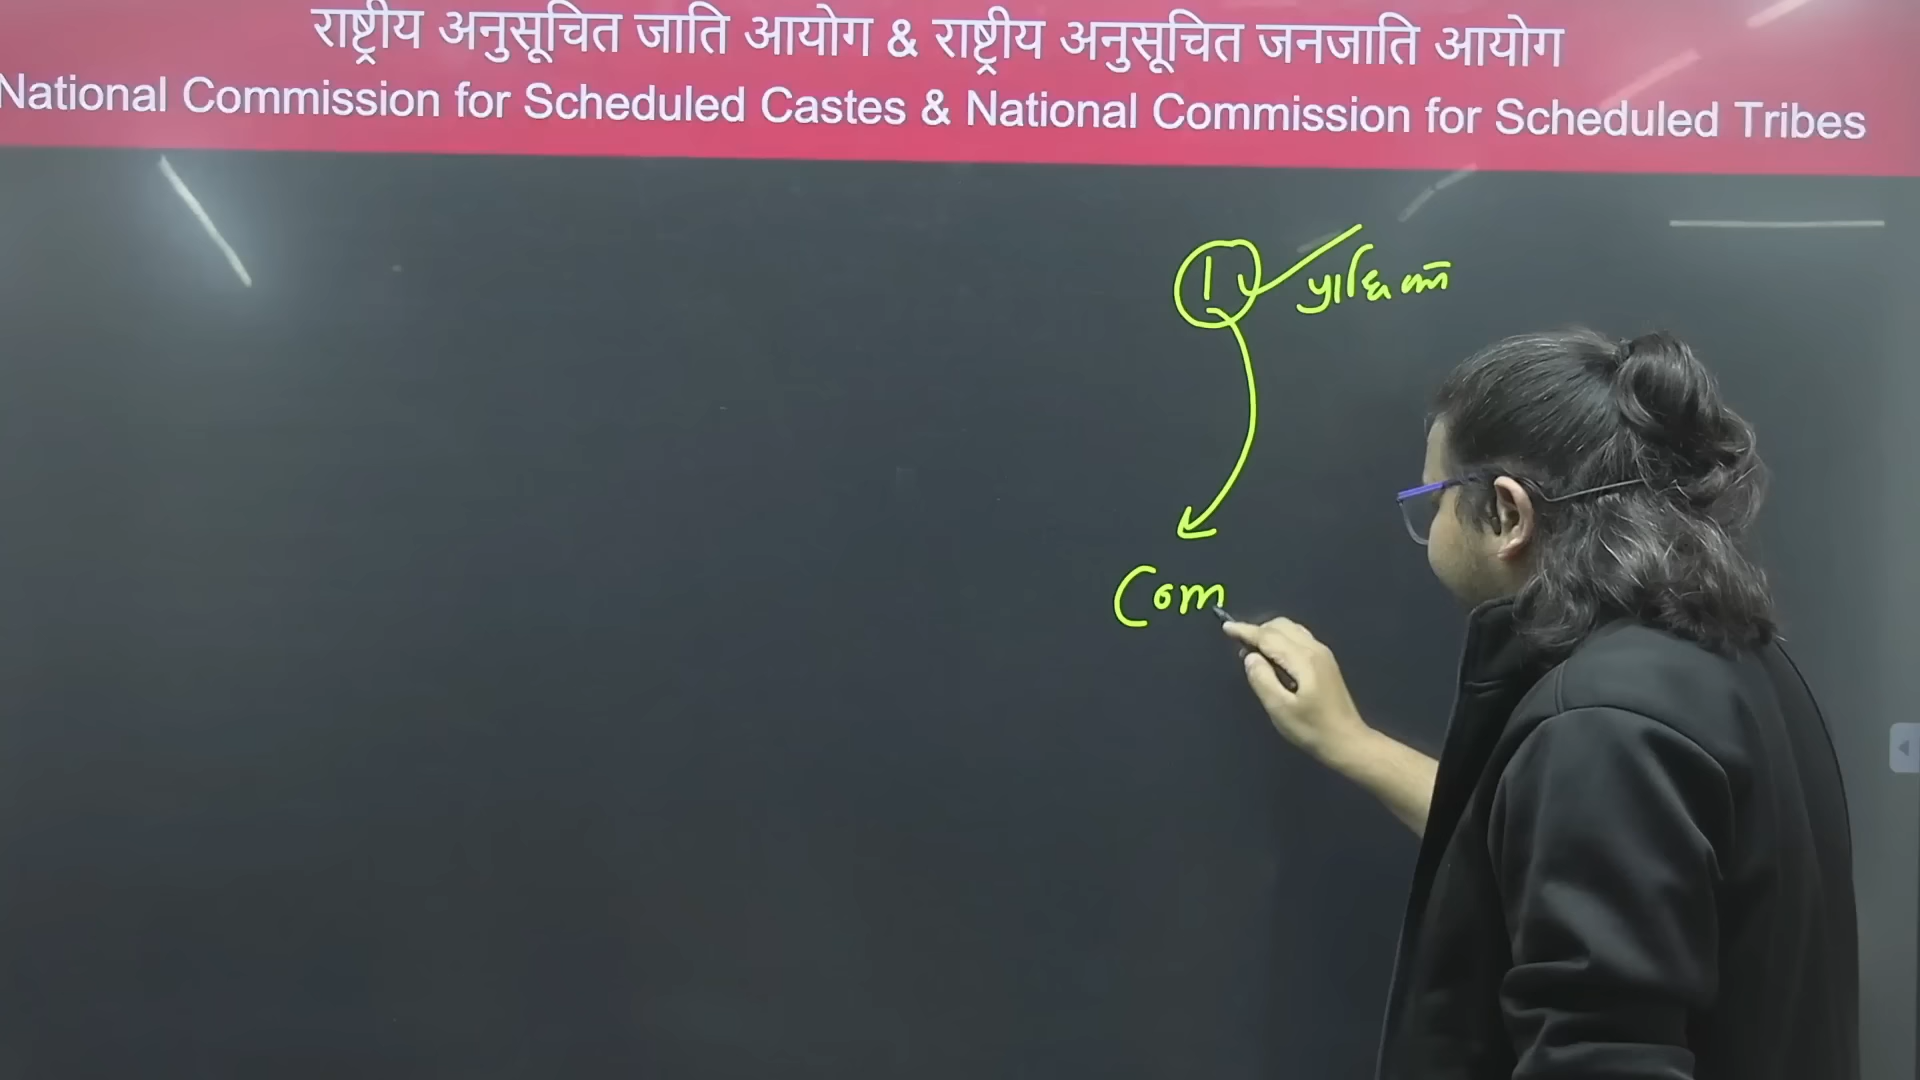 राष्ट्रीय अनुसूचित जाति आयोग & राष्ट्रीय अनुसूचित जनजाति आयोग
National Commission for Scheduled Castes & National Commission for Scheduled Tribes
1
Com